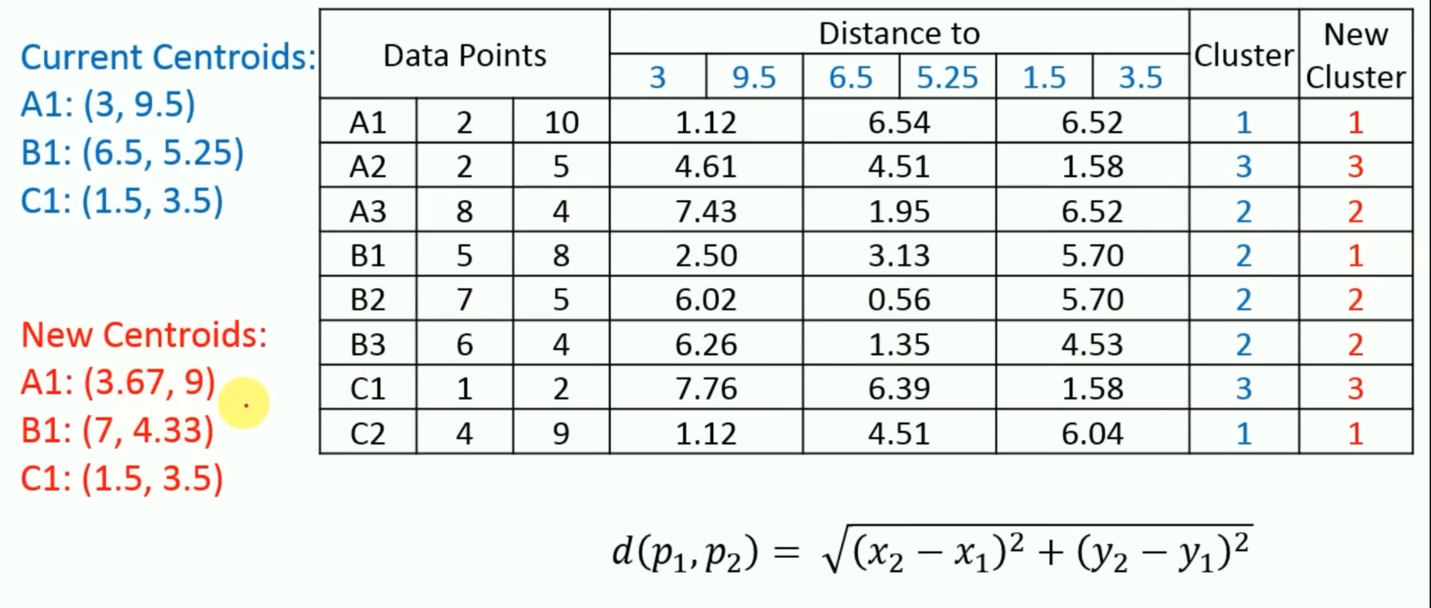 Current Centroids:
A1: (3, 9.5)
B1: (6.5, 5.25)
C1: (1.5, 3.5)
New Centroids:
A1: (3.67, 9)
B1: (7, 4.33)
C1: (1.5, 3.5)
Data Points Distance to Cluster New Cluster
3 9.5 6.5 5.25 1.5 3.5
A1 2 10 1.12 6.54 6.52 1 1
A2 2 5 4.61 4.51 1.58 3 3
A3 8 4 7.43 1.95 6.52 2 2
B1 5 8 2.50 3.13 5.70 2 1
B2 7 5 6.02 0.56 5.70 2 2
B3 6 4 6.26 1.35 4.53 2 2
C1 1 2 7.76 6.39 1.58 3 3
C2 4 9 1.12 4.51 6.04 1 1
d(p₁, p₂) = √(x₂ − x₁)² + (y₂ − y₁)²